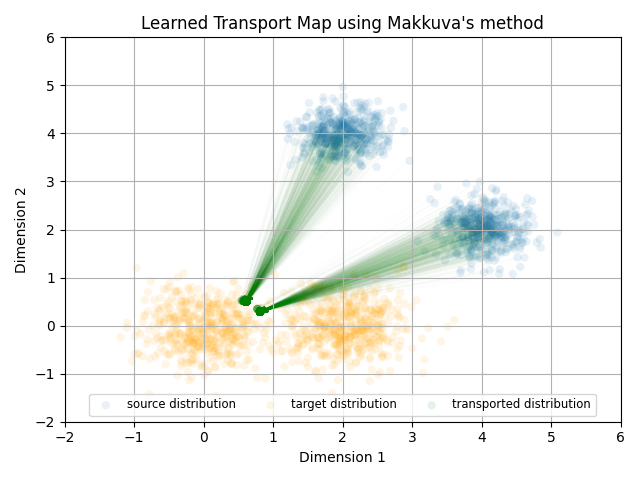 Learned Transport Map using Makkuva's method
6
5
4
3
2
1
0
−1
−2
Dimension 2
source distribution target distribution transported distribution
−2 −1 0 1 2 3 4 5 6
Dimension 1